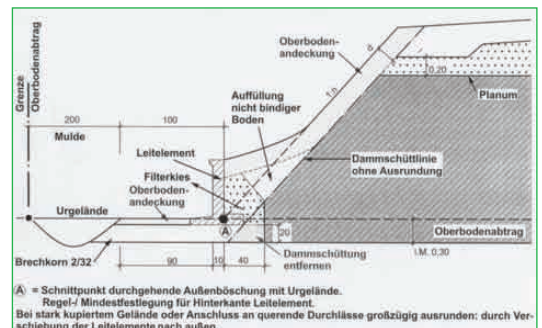 Grenze
Oberbodenabtrag
Oberboden-
andeckung
d
0,20
Planum
1:n
Auffüllung
nicht bindiger
Boden
200
100
Mulde
Leitelement
Filterkies
Oberboden-
andeckung
Dammschüttlinie
ohne Ausrundung
Urgelände
A
Oberbodenabtrag
20
I.M. 0,30
Brechkorn 2/32
90
10
40
Dammschüttung
entfernen
A = Schnittpunkt durchgehende Außenböschung mit Urgelände.
Regel-/ Mindestfestlegung für Hinterkante Leitelement.
Bei stark kupiertem Gelände oder Anschluss an querende Durchlässe großzügig ausrunden: durch Ver-
schiebung der Leitelemente nach außen